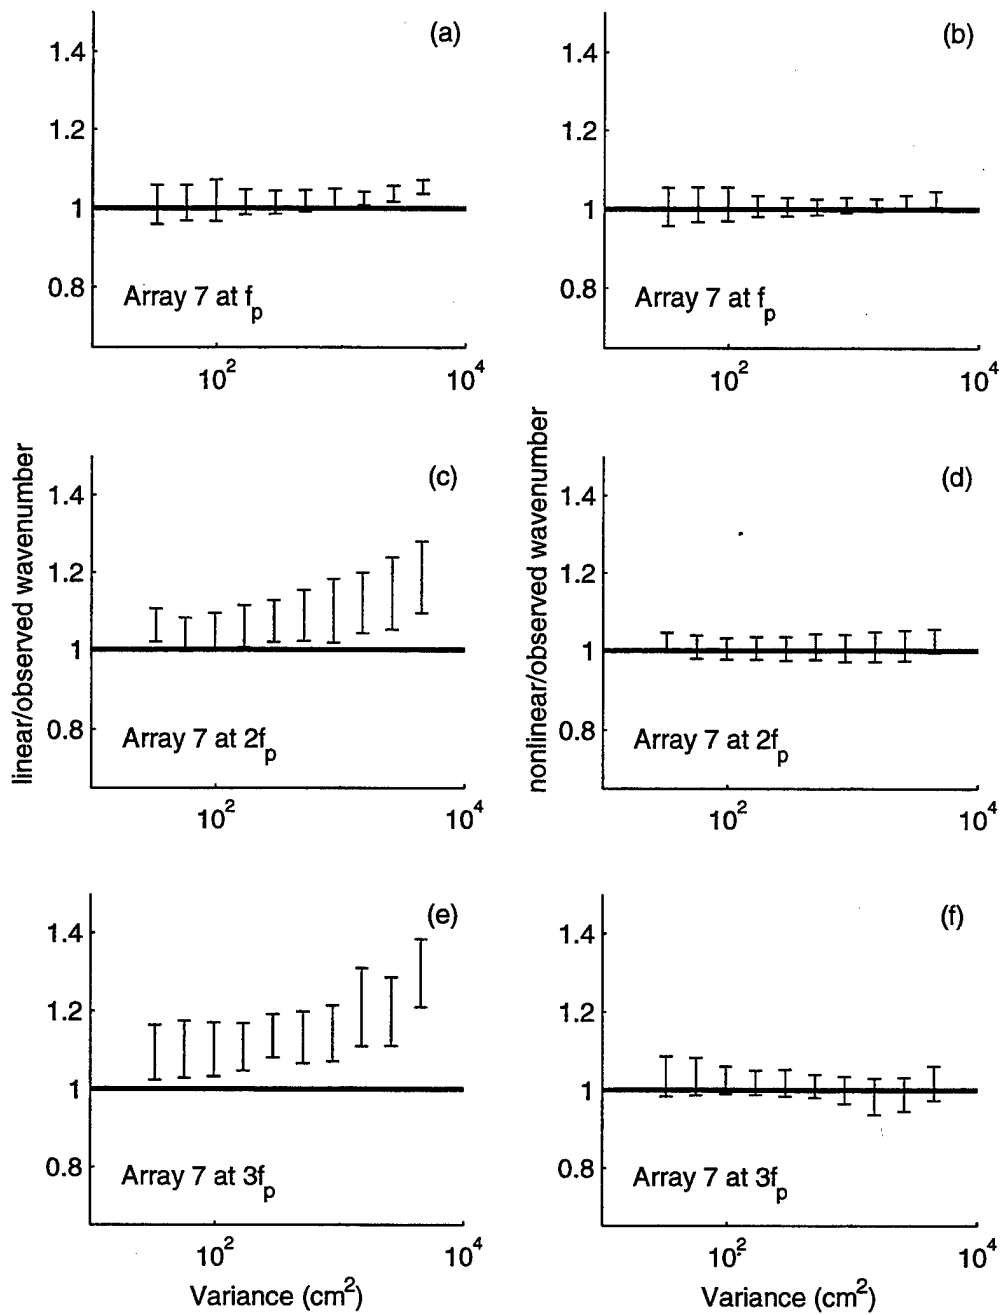 (a)
1.4
1.2
1
0.8
Array 7 at f_p
10^2
10^4
(b)
1.4
1.2
1
0.8
Array 7 at f_p
10^2
10^4
linear/observed wavenumber
(c)
1.4
1.2
1
0.8
Array 7 at 2f_p
10^2
10^4
nonlinear/observed wavenumber
(d)
1.4
1.2
1
0.8
Array 7 at 2f_p
10^2
10^4
(e)
1.4
1.2
1
0.8
Array 7 at 3f_p
10^2
10^4
Variance (cm^2)
(f)
1.4
1.2
1
0.8
Array 7 at 3f_p
10^2
10^4
Variance (cm^2)